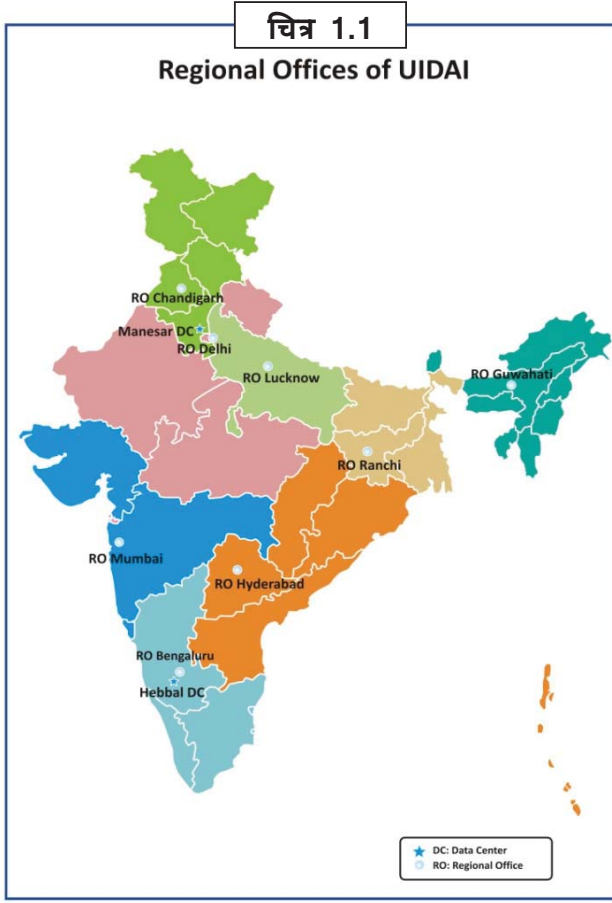 चित्र 1.1
Regional Offices of UIDAI
RO Chandigarh
Manesar DC
RO Delhi
RO Lucknow
RO Guwahati
RO Ranchi
RO Mumbai
RO Hyderabad
RO Bengaluru
Hebbal DC
DC: Data Center
RO: Regional Office